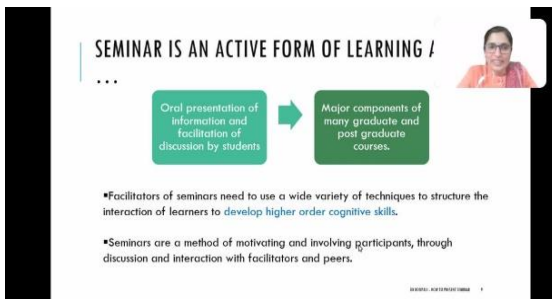 SEMINAR IS AN ACTIVE FORM OF LEARNING
...
Oral presentation of
information and
facilitation of
discussion by students
Major components of
many graduate and
post graduate
courses.
▪Facilitators of seminars need to use a wide variety of techniques to structure the
interaction of learners to develop higher order cognitive skills.
▪Seminars are a method of motivating and involving participants, through
discussion and interaction with facilitators and peers.